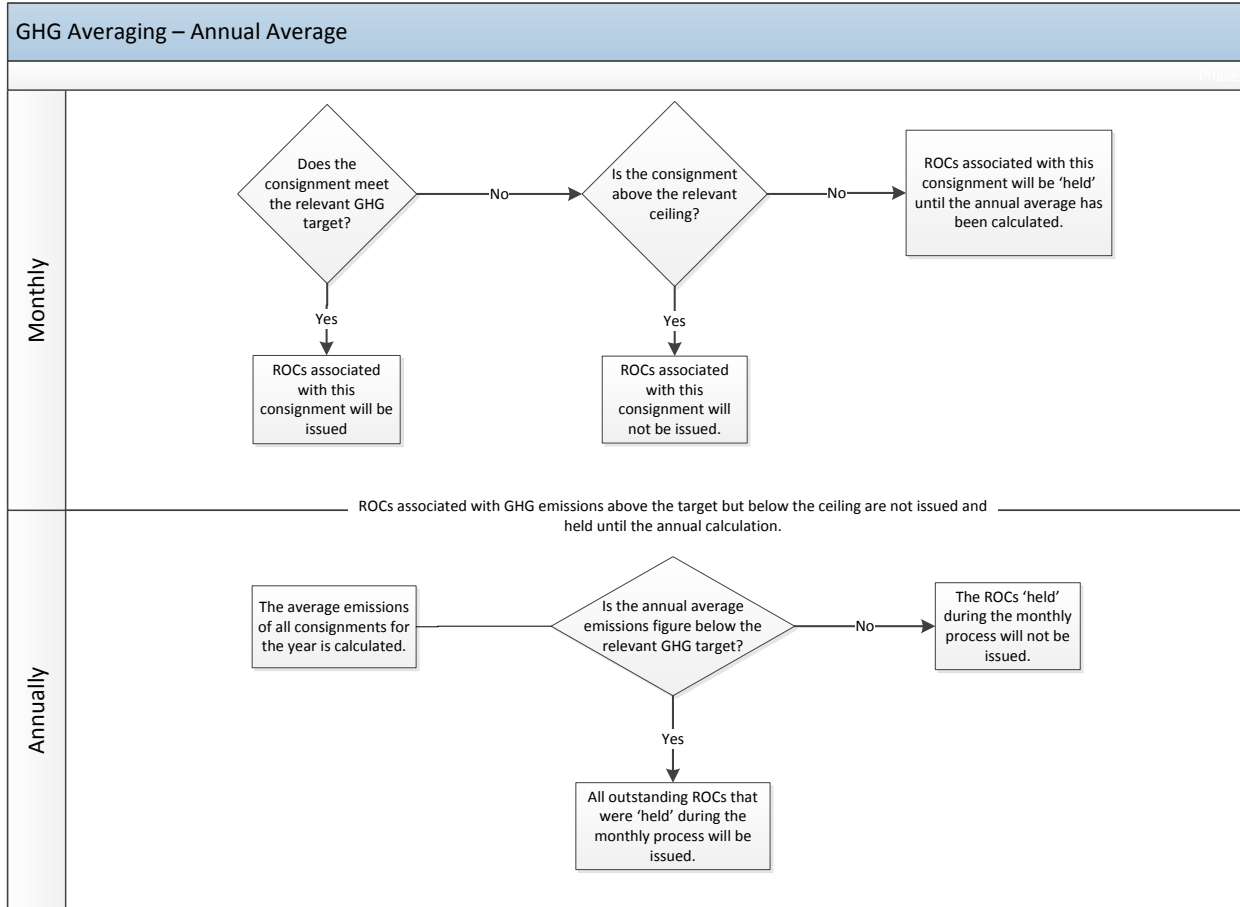 GHG Averaging – Annual Average
Phase
Monthly
Does the
consignment meet
the relevant GHG
target?
No
Is the consignment
above the relevant
ceiling?
No
ROCs associated with this
consignment will be ‘held’
until the annual average has
been calculated.
Yes
Yes
ROCs associated
with this
consignment will be
issued
ROCs associated
with this
consignment will
not be issued.
ROCs associated with GHG emissions above the target but below the ceiling are not issued and
held until the annual calculation.
Annually
The average emissions
of all consignments for
the year is calculated.
Is the annual average
emissions figure below the
relevant GHG target?
No
The ROCs ‘held’
during the monthly
process will not be
issued.
Yes
All outstanding ROCs that
were ‘held’ during the
monthly process will be
issued.